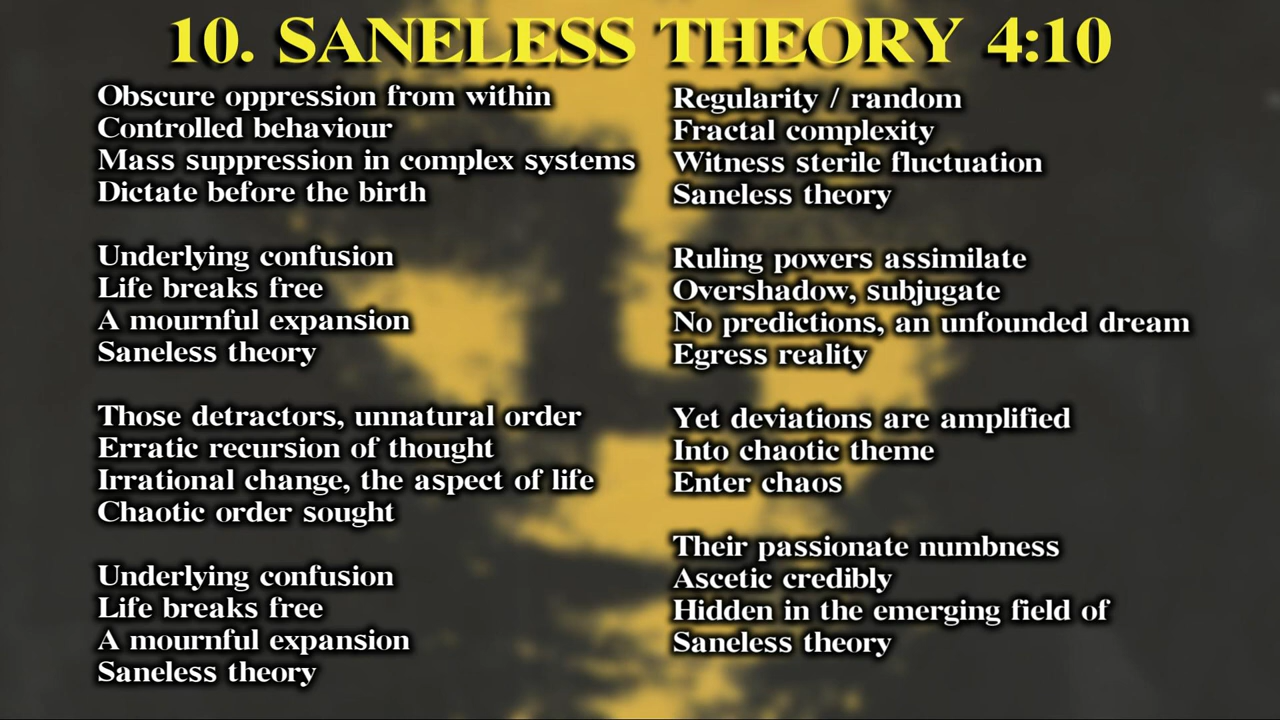 10. SANELESS THEORY 4:10
Obscure oppression from within
Controlled behaviour
Mass suppression in complex systems
Dictate before the birth
Underlying confusion
Life breaks free
A mournful expansion
Saneless theory
Those detractors, unnatural order
Erratic recursion of thought
Irrational change, the aspect of life
Chaotic order sought
Underlying confusion
Life breaks free
A mournful expansion
Saneless theory
Regularity / random
Fractal complexity
Witness sterile fluctuation
Saneless theory
Ruling powers assimilate
Overshadow, subjugate
No predictions, an unfounded dream
Egress reality
Yet deviations are amplified
Into chaotic theme
Enter chaos
Their passionate numbness
Ascetic credibly
Hidden in the emerging field of
Saneless theory